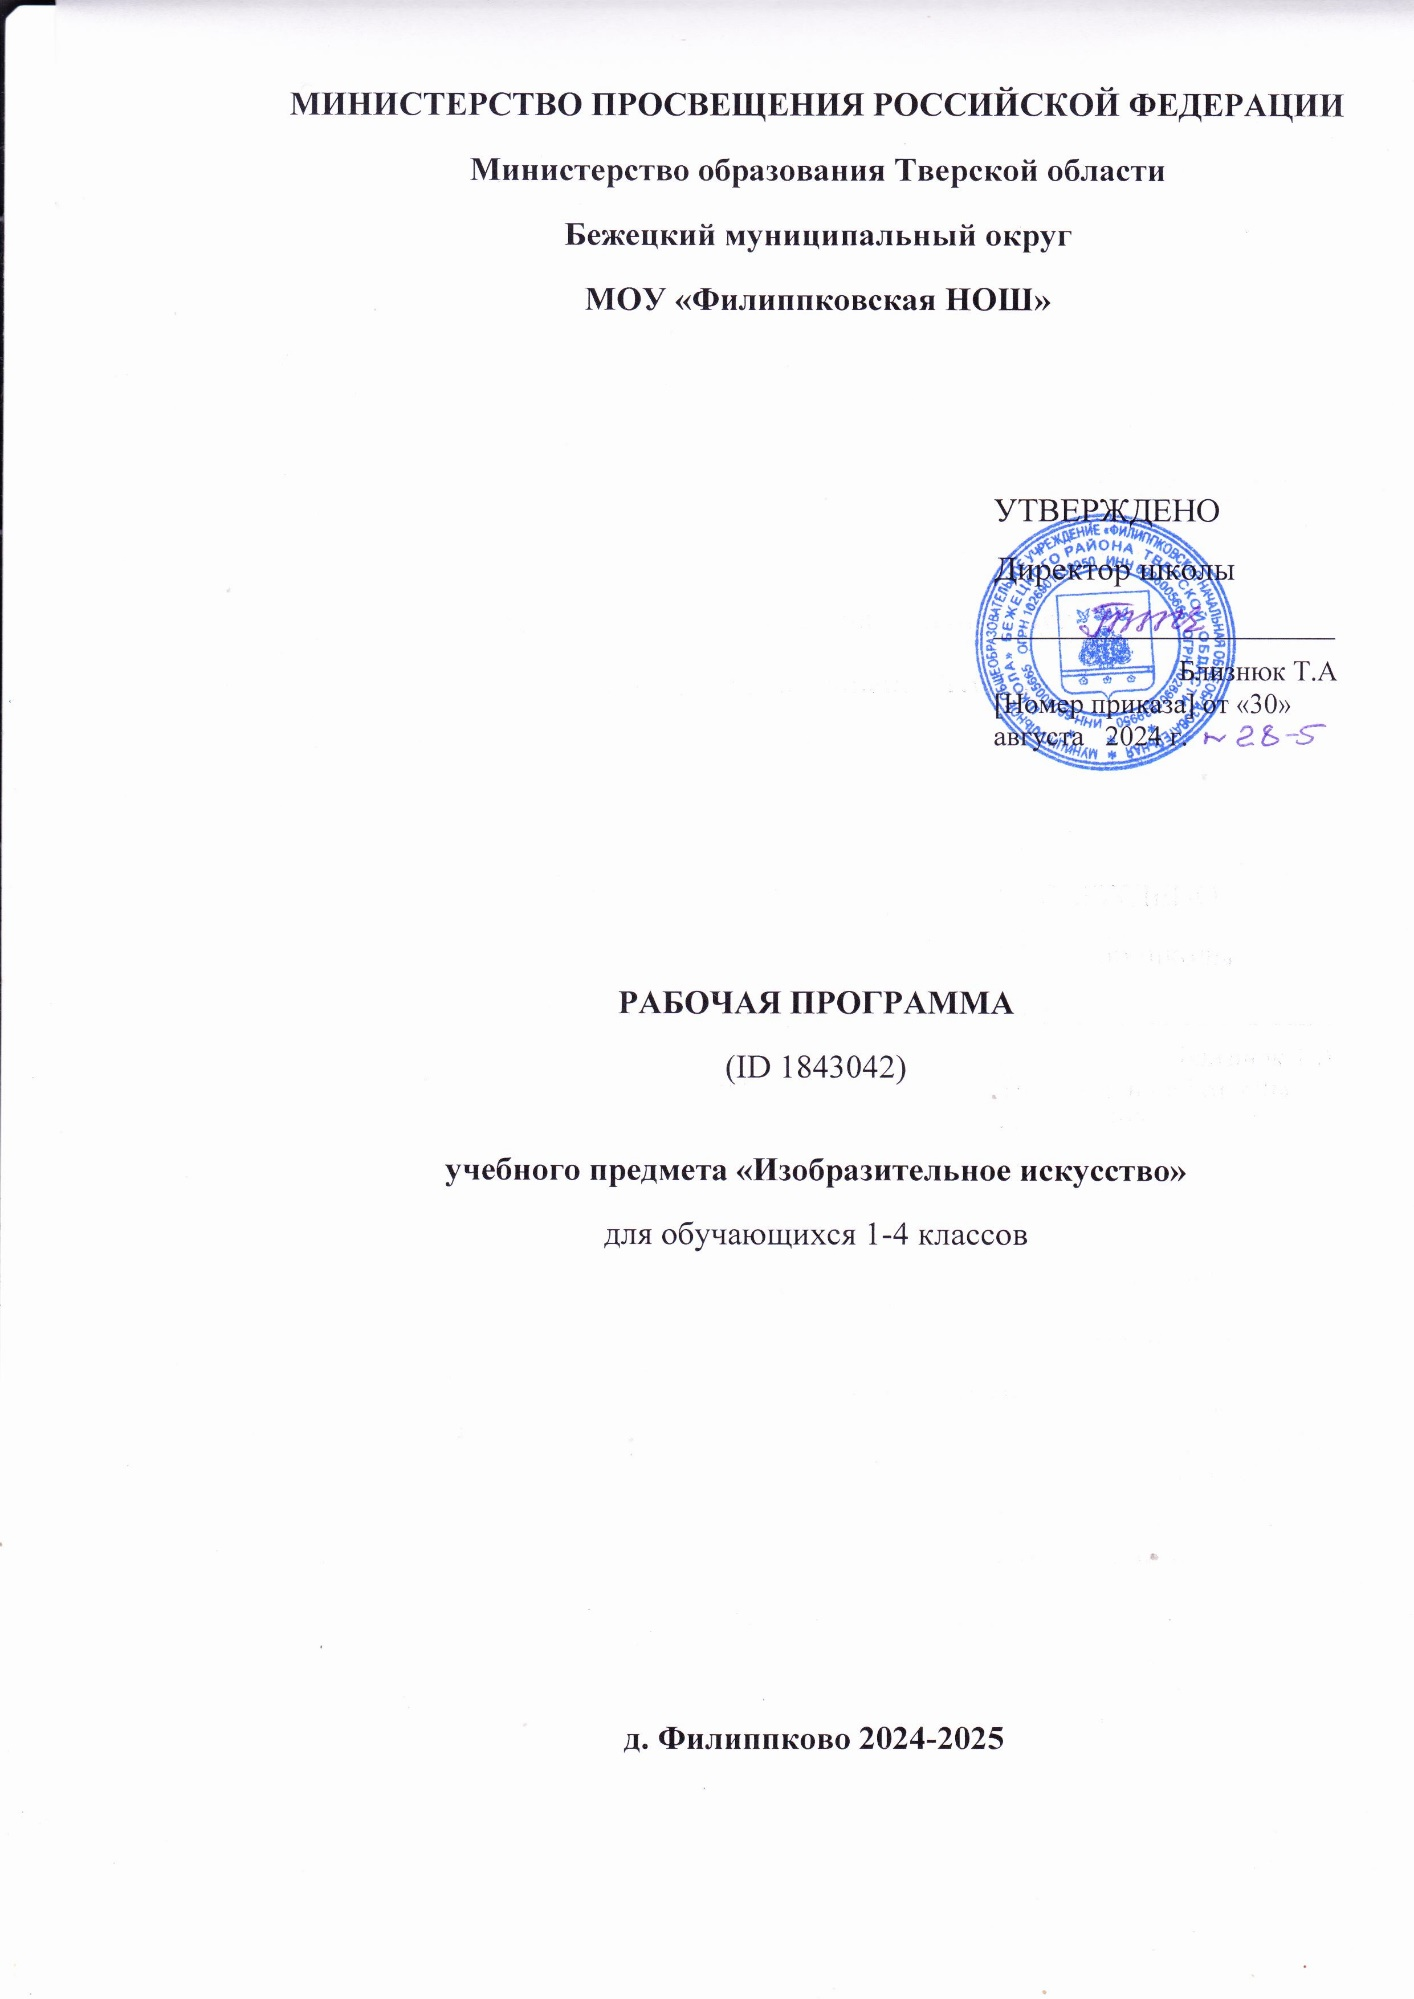 МИНИСТЕРСТВО ПРОСВЕЩЕНИЯ РОССИЙСКОЙ ФЕДЕРАЦИИ
Министерство образования Тверской области
Бежецкий муниципальный округ
МОУ «Филиппковская НОШ»
УТВЕРЖДЕНО
Директор школы
Близнюк Т.А
[Номер приказа] от «30»
августа 2024 г. № 28-5
РАБОЧАЯ ПРОГРАММА
(ID 1843042)
учебного предмета «Изобразительное искусство»
для обучающихся 1-4 классов
д. Филиппково 2024-2025